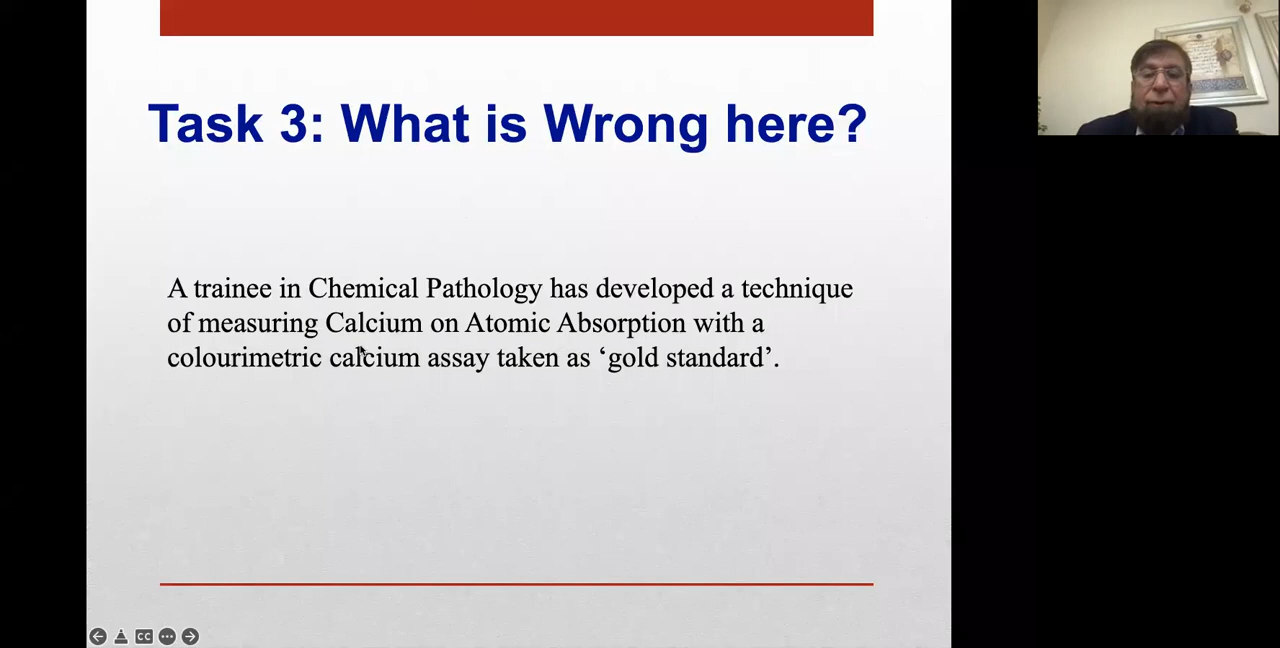 Task 3: What is Wrong here?
A trainee in Chemical Pathology has developed a technique
of measuring Calcium on Atomic Absorption with a
colourimetric calcium assay taken as ‘gold standard’.
CC